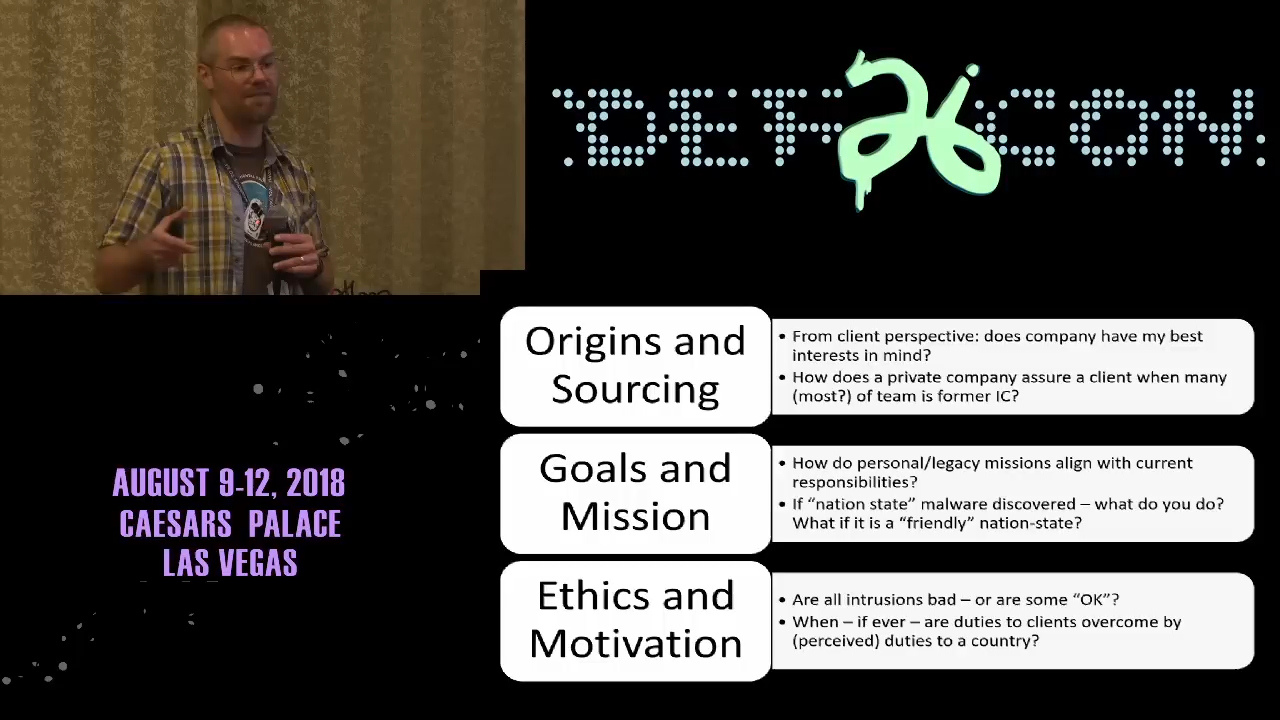 DEF 26 CON
Origins and
Sourcing
• From client perspective: does company have my best
interests in mind?
• How does a private company assure a client when many
(most?) of team is former IC?
Goals and
Mission
• How do personal/legacy missions align with current
responsibilities?
• If “nation state” malware discovered – what do you do?
What if it is a “friendly” nation-state?
AUGUST 9-12, 2018
CAESARS PALACE
LAS VEGAS
Ethics and
Motivation
• Are all intrusions bad – or are some “OK”?
• When – if ever – are duties to clients overcome by
(perceived) duties to a country?